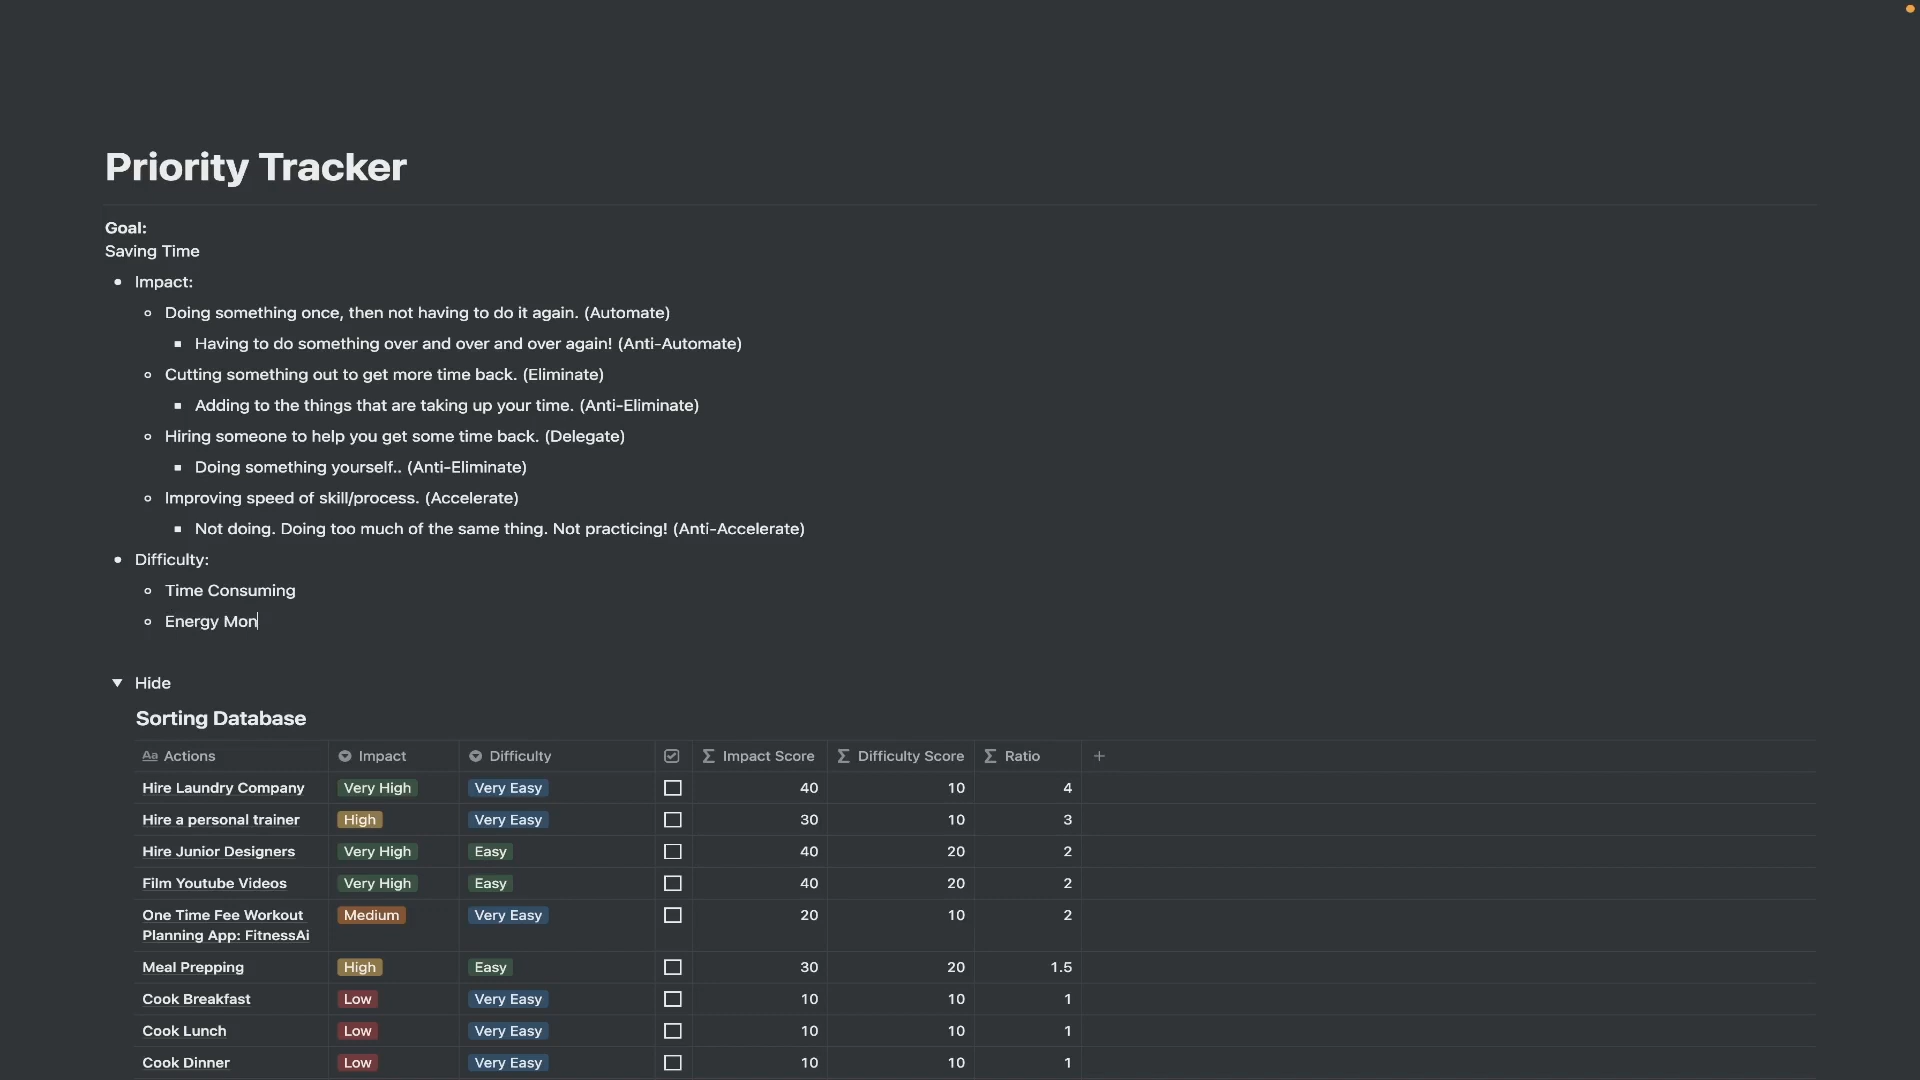 Priority Tracker
Goal:
Saving Time
Impact:
Doing something once, then not having to do it again. (Automate)
Having to do something over and over and over again! (Anti-Automate)
Cutting something out to get more time back. (Eliminate)
Adding to the things that are taking up your time. (Anti-Eliminate)
Hiring someone to help you get some time back. (Delegate)
Doing something yourself.. (Anti-Eliminate)
Improving speed of skill/process. (Accelerate)
Not doing. Doing too much of the same thing. Not practicing! (Anti-Accelerate)
Difficulty:
Time Consuming
Energy Mon
Hide
Sorting Database
Aa Actions Impact Difficulty Σ Impact Score Σ Difficulty Score Σ Ratio +
Hire Laundry Company Very High Very Easy 40 10 4
Hire a personal trainer High Very Easy 30 10 3
Hire Junior Designers Very High Easy 40 20 2
Film Youtube Videos Very High Easy 40 20 2
One Time Fee Workout Medium Very Easy 20 10 2
Planning App: FitnessAi
Meal Prepping High Easy 30 20 1.5
Cook Breakfast Low Very Easy 10 10 1
Cook Lunch Low Very Easy 10 10 1
Cook Dinner Low Very Easy 10 10 1